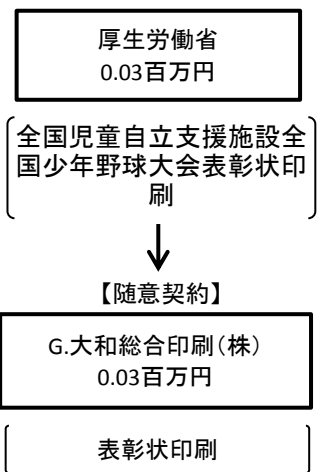 厚生労働省
0.03百万円
全国児童自立支援施設全
国少年野球大会表彰状印
刷
【随意契約】
G.大和総合印刷(株)
0.03百万円
表彰状印刷